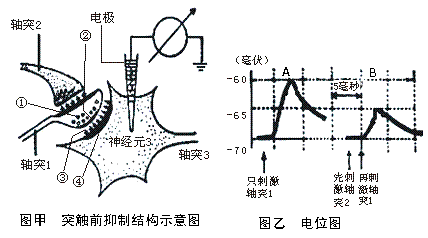 轴突2
②
电极
①
轴突1
③
④
神经元3
轴突3
图甲 突触前抑制结构示意图
(毫伏)
-60
-64
-66
-70
A
5毫秒
B
只刺激
轴突1
先刺
激轴
突2
再刺
激轴
突1
图乙 电位图